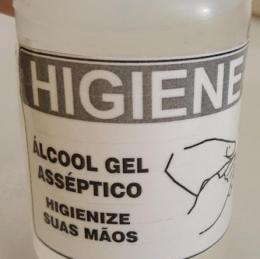 HIGIENE
ÁLCOOL GEL
ASSÉPTICO
HIGIENIZE
SUAS MÃOS